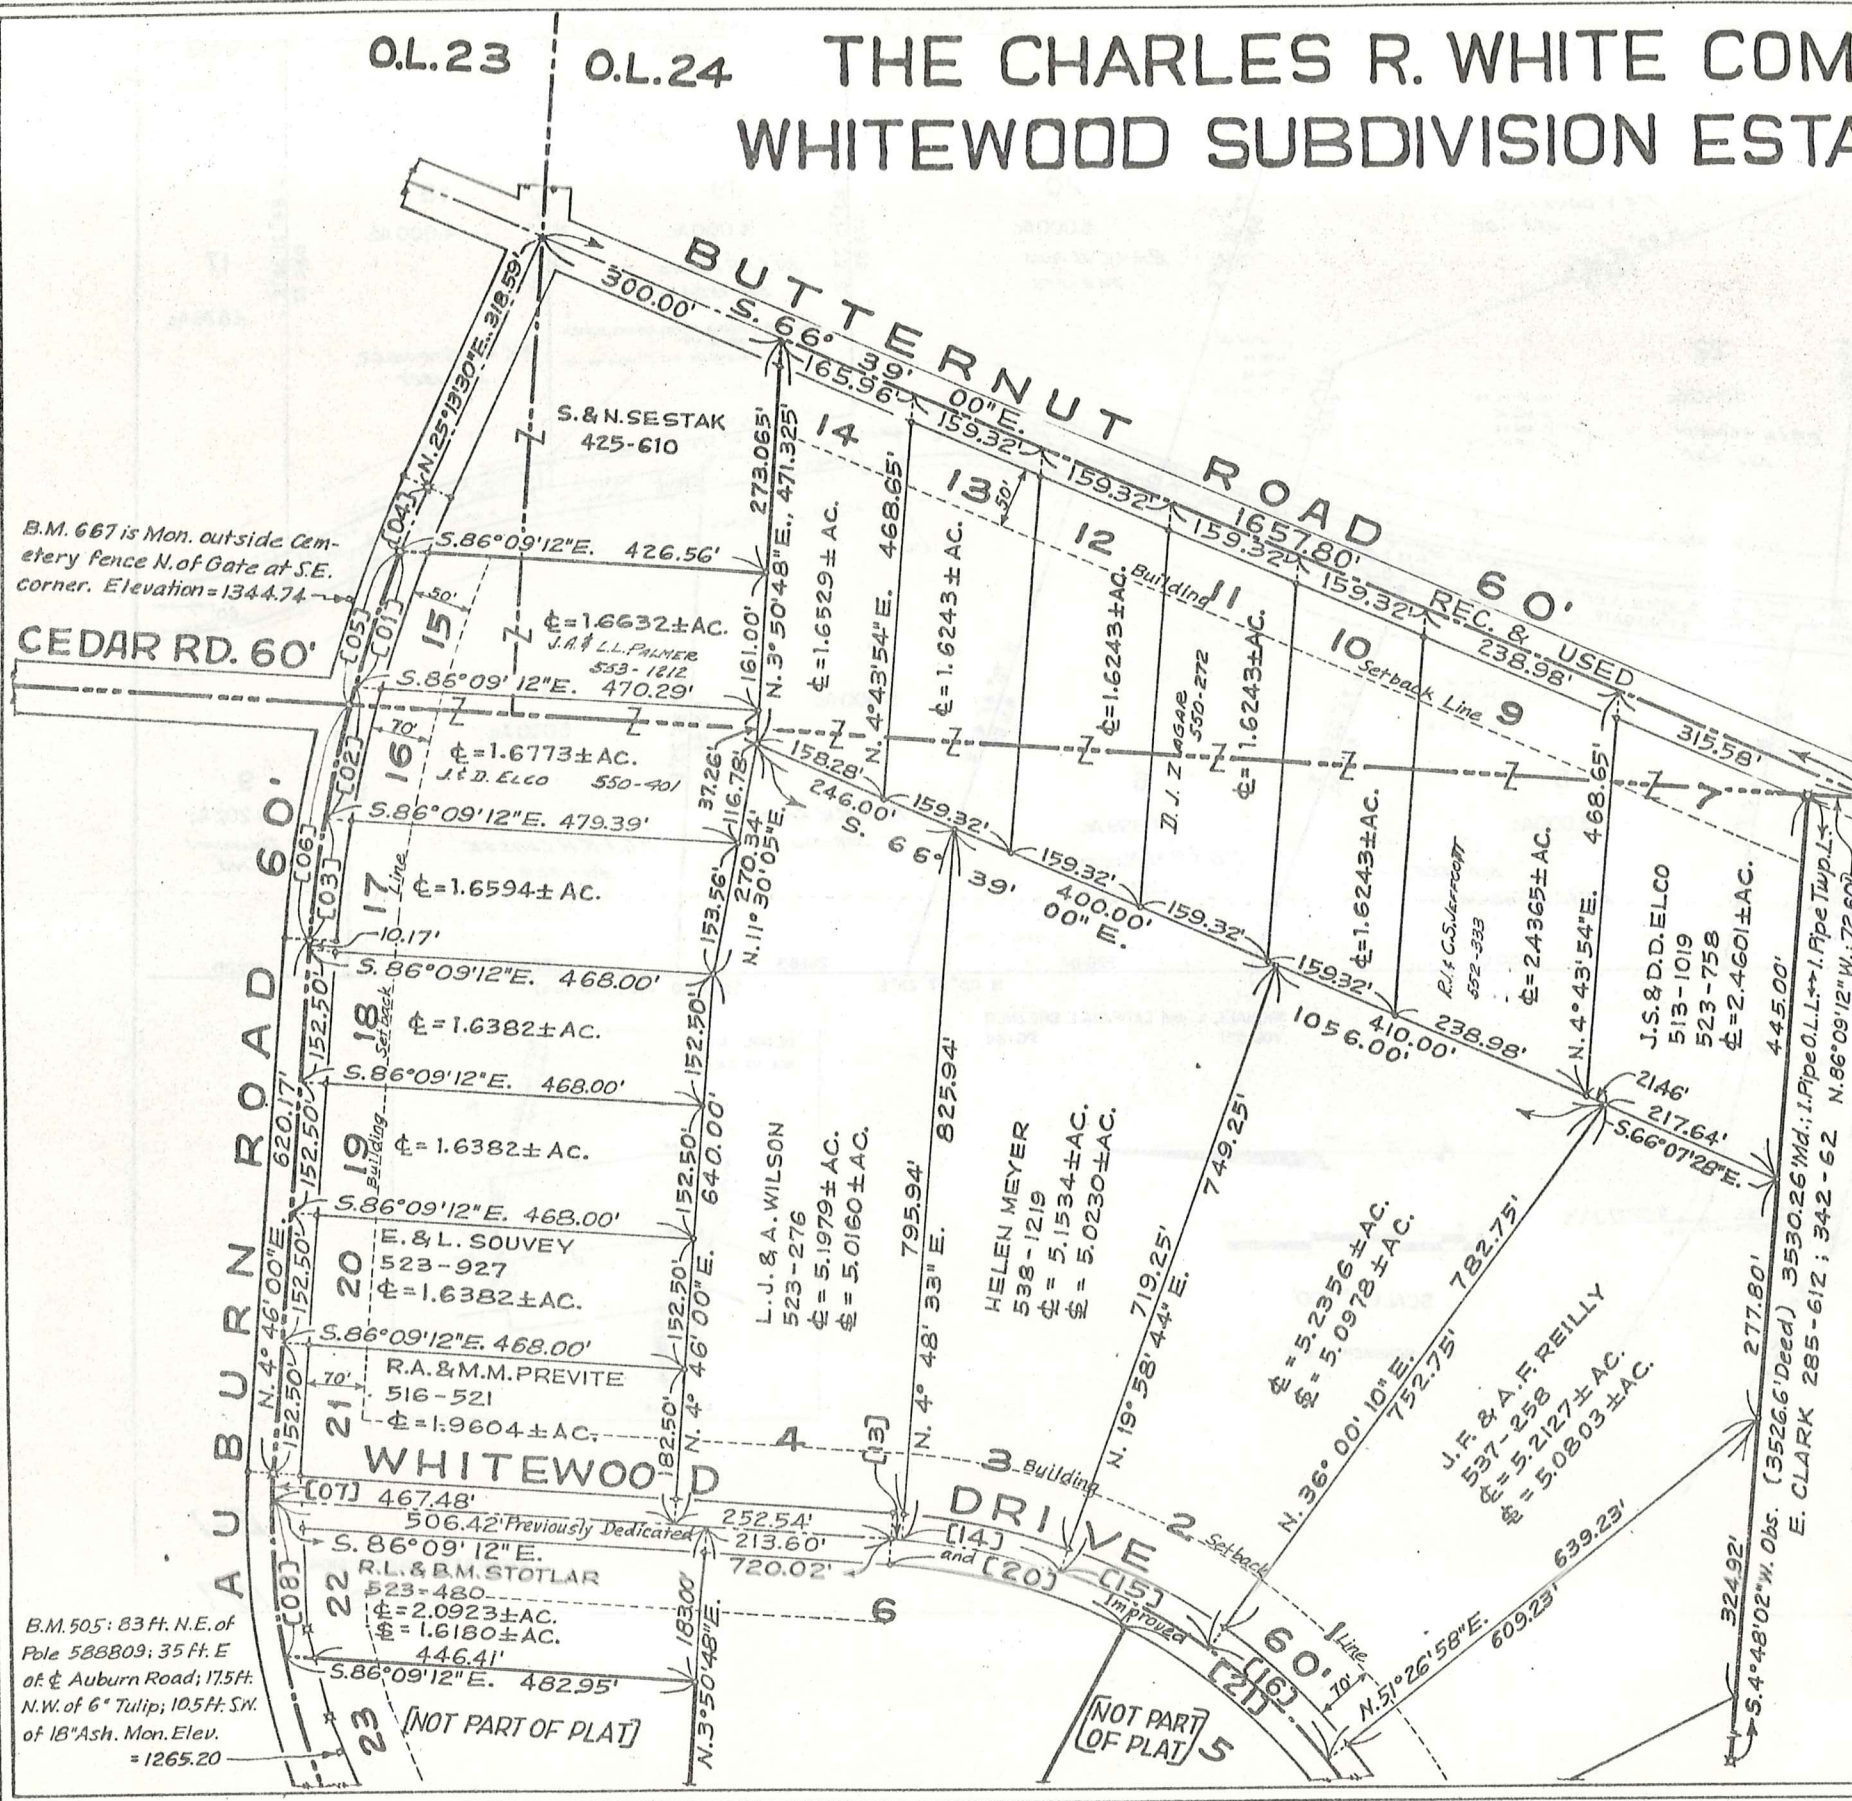 O.L.23
O.L.24
THE CHARLES R. WHITE COM
WHITEWOOD SUBDIVISION ESTA
BUTTERNUT ROAD 60'
300.00'
S. 66° 39' 00"E.
1657.80'
REC. & USED
165.96'
159.32'
159.32'
159.32'
159.32'
238.98'
315.58'
N.25°13'30"E. 318.59'
S.& N.SESTAK
425-610
273.065'
N.3°50'48"E., 471.325'
161.00'
14
13
50'
12
11
10
9
7
Building
Setback Line
℄=1.6529± AC.
N.4°43'54"E. 468.65'
℄=1.6243±AC.
℄=1.6243±AC.
D. J. ZAGAR
550-272
℄=1.6243±AC.
℄=1.6243±AC.
R.& C.S.JEFFCOTT
552-333
℄=2.4365±AC.
N. 4°43'54"E. 468.65'
J.S.&D.D.ELCO
513-1019
523-758
℄=2.4601±AC.
445.00'
B.M. 667 is Mon. outside Cem-
etery fence N.of Gate at S.E.
corner. Elevation=1344.74
CEDAR RD. 60'
[04]
[05]
[01]
[02]
[06]
[03]
S.86°09'12"E. 426.56'
15
50'
℄=1.6632±AC.
J.A.& L.L.PALMER
553-1212
S.86°09'12"E. 470.29'
16
70'
℄=1.6773±AC.
J.& D. ELCO 550-401
37.26'
116.78'
S.86°09'12"E. 479.39'
17
℄=1.6594± AC.
153.56'
270.34'
N.11°30'05"E.
10.17'
S. 86°09'12"E. 468.00'
18
℄=1.6382±AC.
152.50'
152.50'
S.86°09'12"E. 468.00'
19
℄= 1.6382± AC.
152.50'
152.50'
640.00'
Building Setback Line
S.86°09'12"E. 468.00'
20
E. & L. SOUVEY
523-927
℄=1.6382±AC.
152.50'
152.50'
S.86°09'12"E. 468.00'
21
70'
R.A.&M.M.PREVITE
516-521
℄=1.9604±AC.
152.50'
182.50'
N. 4° 46'00"E.
AUBURN ROAD 60'
N. 4° 46'00"E. 620.17'
158.28'
246.00'
159.32'
159.32'
159.32'
159.32'
238.98'
S. 66° 39' 00"E.
400.00'
1056.00'
410.00'
21.46'
217.64'
S.66°07'28"E.
L. J. & A. WILSON
523-276
℄= 5.1979±AC.
= 5.0160±AC.
825.94'
795.94'
N. 4° 48' 33"E.
HELEN MEYER
538-1219
℄= 5.1534±AC.
= 5.0230±AC.
749.25'
719.25'
N. 19°58'44"E.
℄= 5.2356±AC.
= 5.0978±AC.
782.75'
752.75'
N. 36° 00' 10"E.
J.F. & A.F. REILLY
537-258
℄= 5.2127±AC.
= 5.0803±AC.
639.23'
609.23'
N.51°26'58"E.
277.80'
324.92'
S.4°48'02"W. Obs. (3526.6'Deed) 3530.26'Md.; I.Pipe O.L.L.↔I.Pipe Twp.L.
E. CLARK 285-612; 342-62
N.86°09'12"W.
WHITEWOOD DRIVE 60'
4
3
2
1
Building
Setback
Line
70'
[13]
[07]
467.48'
506.42'
Previously Dedicated
252.54'
213.60'
S. 86°09'12"E.
720.02'
[14]
and [20]
[15]
Improved
[16]
[21]
[08]
22
R.L.&B.M.STOTLAR
523-480
℄=2.0923±AC.
=1.6180±AC.
446.41'
S.86°09'12"E. 482.95'
183.00'
N.3°50'48"E.
6
23
[NOT PART OF PLAT]
[NOT PART
OF PLAT]
5
B.M.505: 83 ft. N.E. of
Pole 588809; 35 ft. E
of ℄ Auburn Road; 17.5ft.
N.W. of 6" Tulip; 10.5 ft. S.W.
of 18"Ash. Mon. Elev.
=1265.20